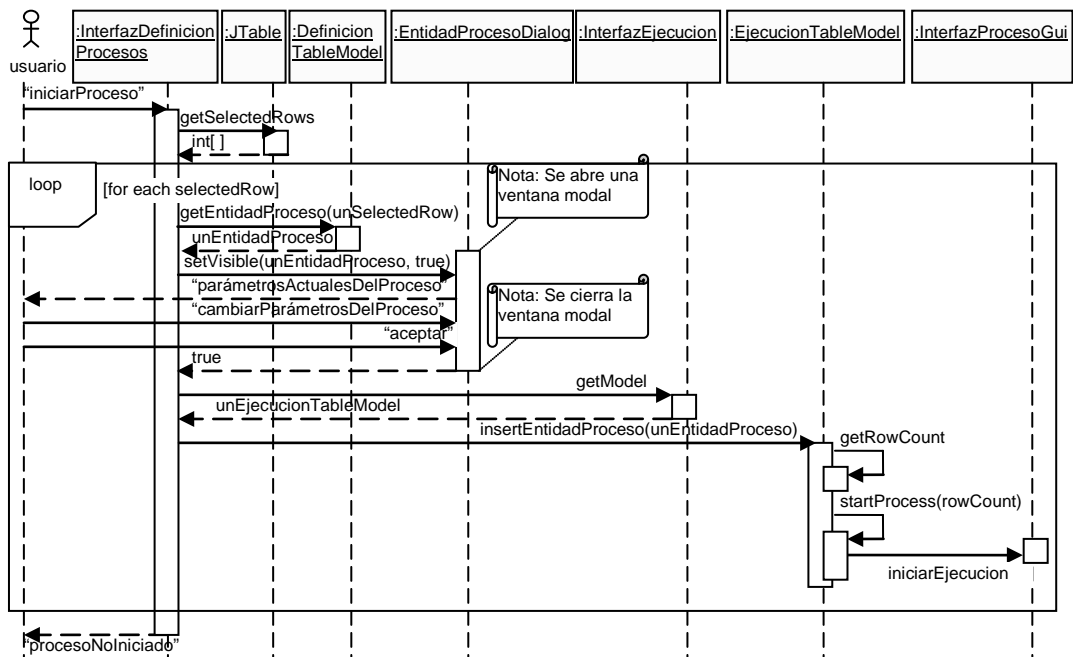 :InterfazDefinicion
Procesos
:JTable
:Definicion
TableModel
:EntidadProcesoDialog
:InterfazEjecucion
:EjecucionTableModel
:InterfazProcesoGui
usuario
“iniciarProceso”
getSelectedRows
int[ ]
loop
[for each selectedRow]
Nota: Se abre una
ventana modal
getEntidadProceso(unSelectedRow)
unEntidadProceso
setVisible(unEntidadProceso, true)
“parámetrosActualesDelProceso”
“cambiarParámetrosDelProceso”
Nota: Se cierra la
ventana modal
“aceptar”
true
getModel
unEjecucionTableModel
insertEntidadProceso(unEntidadProceso)
getRowCount
startProcess(rowCount)
iniciarEjecucion
“procesoNoIniciado”